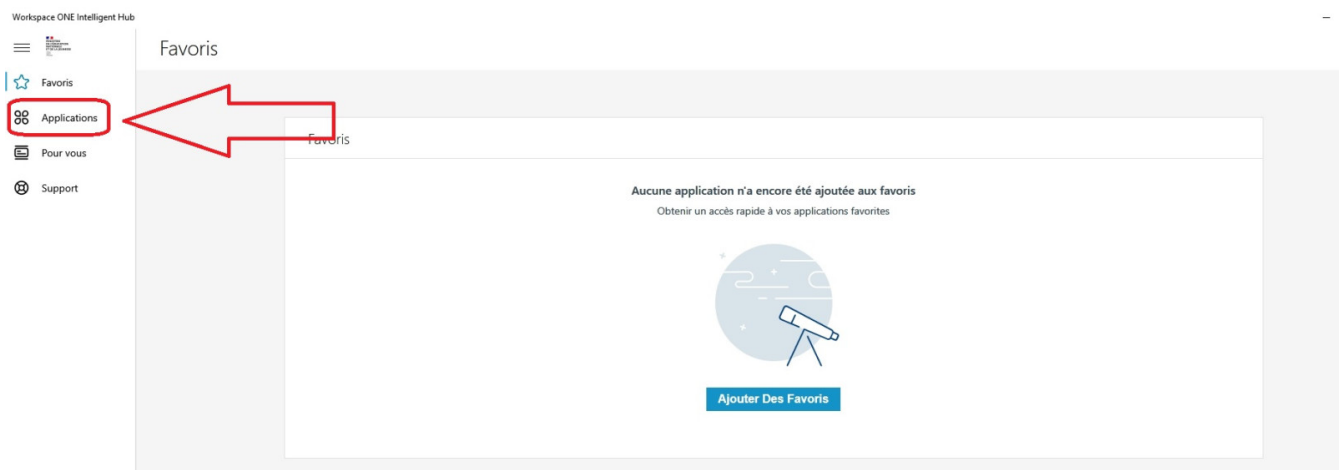 Workspace ONE Intelligent Hub
Favoris
Favoris
Applications
Pour vous
Support
Favoris
Aucune application n'a encore été ajoutée aux favoris
Obtenir un accès rapide à vos applications favorites
Ajouter Des Favoris